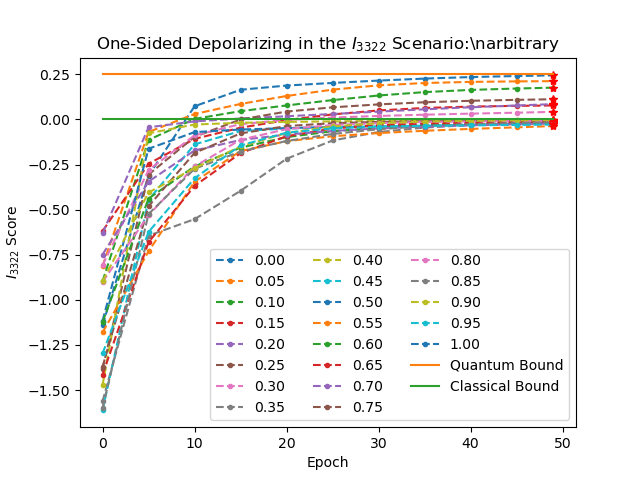 One-Sided Depolarizing in the I3322 Scenario:\narbitrary
I3322 Score
0.25
0.00
−0.25
−0.50
−0.75
−1.00
−1.25
−1.50
0.00 0.40 0.80
0.05 0.45 0.85
0.10 0.50 0.90
0.15 0.55 0.95
0.20 0.60 1.00
0.25 0.65 Quantum Bound
0.30 0.70 Classical Bound
0.35 0.75
0 10 20 30 40 50
Epoch